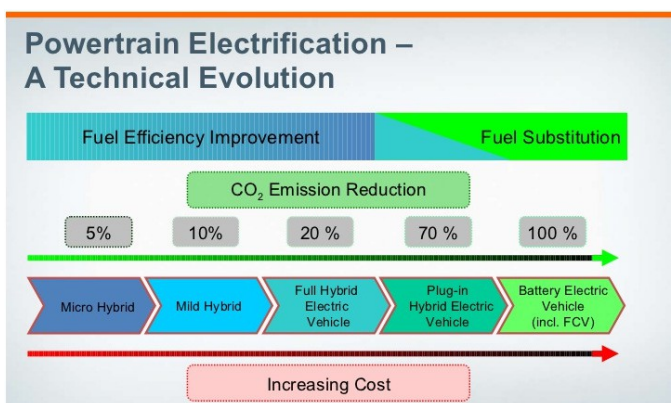 Powertrain Electrification –
A Technical Evolution
Fuel Efficiency Improvement
Fuel Substitution
CO₂ Emission Reduction
5%
10%
20 %
70 %
100 %
Micro Hybrid
Mild Hybrid
Full Hybrid
Electric
Vehicle
Plug-in
Hybrid Electric
Vehicle
Battery Electric
Vehicle
(incl. FCV)
Increasing Cost